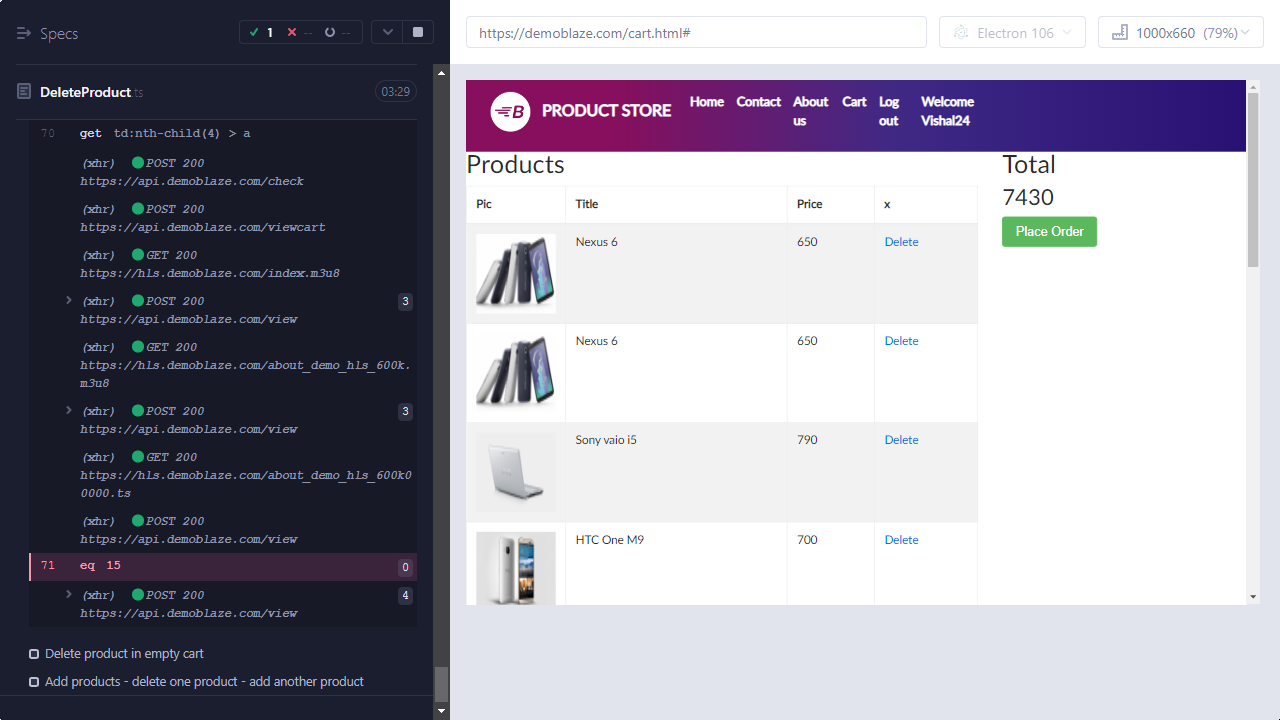 Specs
1 -- --
DeleteProduct.ts 03:29
70 get td:nth-child(4) > a
(xhr) POST 200
https://api.demoblaze.com/check
(xhr) POST 200
https://api.demoblaze.com/viewcart
(xhr) GET 200
https://hls.demoblaze.com/index.m3u8
(xhr) POST 200 3
https://api.demoblaze.com/view
(xhr) GET 200
https://hls.demoblaze.com/about_demo_hls_600k.
m3u8
(xhr) POST 200 3
https://api.demoblaze.com/view
(xhr) GET 200
https://hls.demoblaze.com/about_demo_hls_600k0
0000.ts
(xhr) POST 200
https://api.demoblaze.com/view
71 eq 15 0
(xhr) POST 200 4
https://api.demoblaze.com/view
Delete product in empty cart
Add products - delete one product - add another product
https://demoblaze.com/cart.html#
Electron 106
1000x660 (79%)
B PRODUCT STORE
Home Contact About us Cart Log out Welcome Vishal24
Products
Pic Title Price x
Nexus 6 650 Delete
Nexus 6 650 Delete
Sony vaio i5 790 Delete
HTC One M9 700 Delete
Total
7430
Place Order